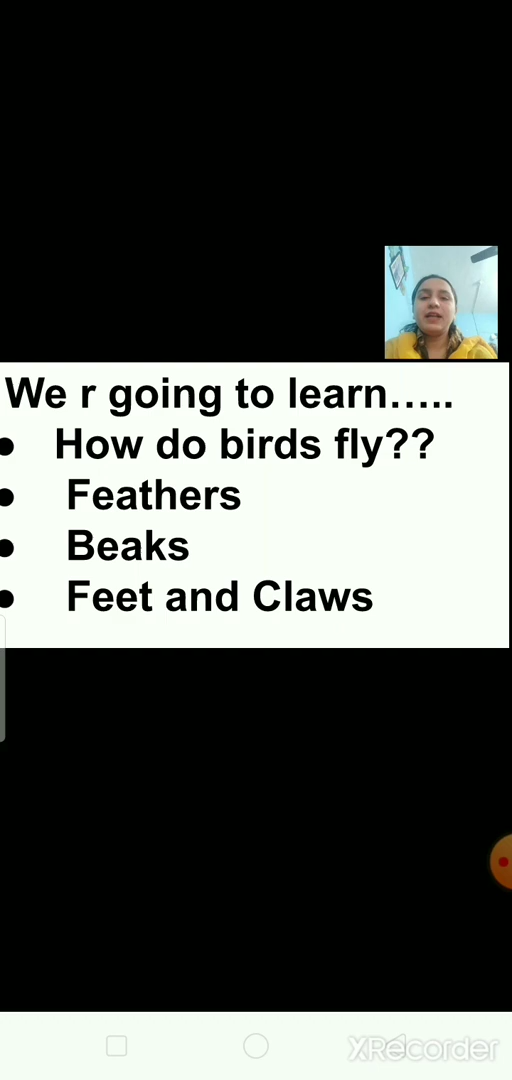 We r going to learn.....
• How do birds fly??
• Feathers
• Beaks
• Feet and Claws
XRecorder